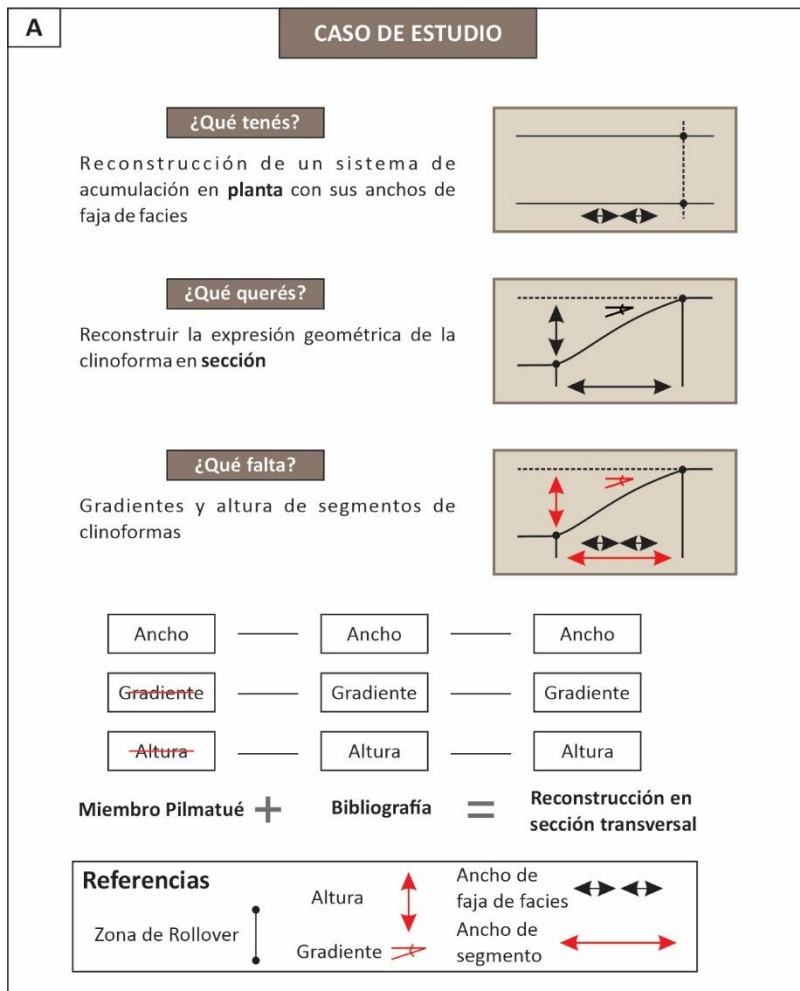 A
CASO DE ESTUDIO
¿Qué tenés?
Reconstrucción de un sistema de
acumulación en planta con sus anchos de
faja de facies
¿Qué querés?
Reconstruir la expresión geométrica de la
clinoforma en sección
¿Qué falta?
Gradientes y altura de segmentos de
clinoformas
Ancho Ancho Ancho
Gradiente Gradiente Gradiente
Altura Altura Altura
Miembro Pilmatué + Bibliografía = Reconstrucción en
sección transversal
Referencias
Zona de Rollover
Altura
Gradiente
Ancho de
faja de facies
Ancho de
segmento